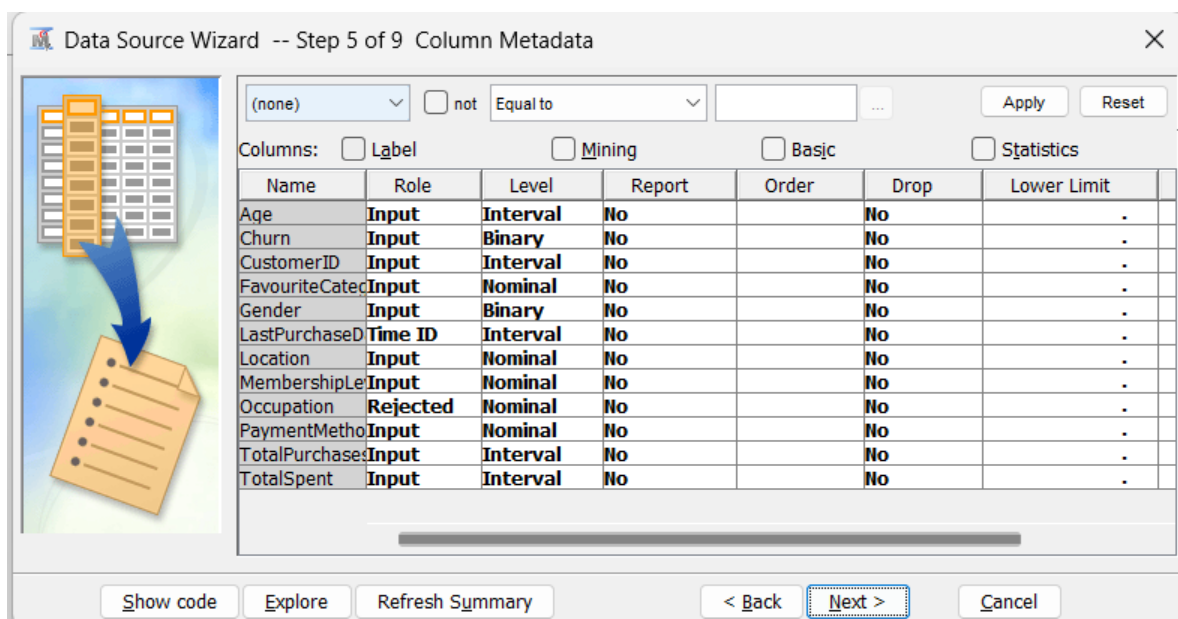 Data Source Wizard -- Step 5 of 9 Column Metadata
(none) not Equal to ... Apply Reset
Columns: Label Mining Basic Statistics
Name Role Level Report Order Drop Lower Limit
Age Input Interval No No .
Churn Input Binary No No .
CustomerID Input Interval No No .
FavouriteCateg Input Nominal No No .
Gender Input Binary No No .
LastPurchaseD Time ID Interval No No .
Location Input Nominal No No .
MembershipLe Input Nominal No No .
Occupation Rejected Nominal No No .
PaymentMetho Input Nominal No No .
TotalPurchases Input Interval No No .
TotalSpent Input Interval No No .
Show code Explore Refresh Summary < Back Next > Cancel